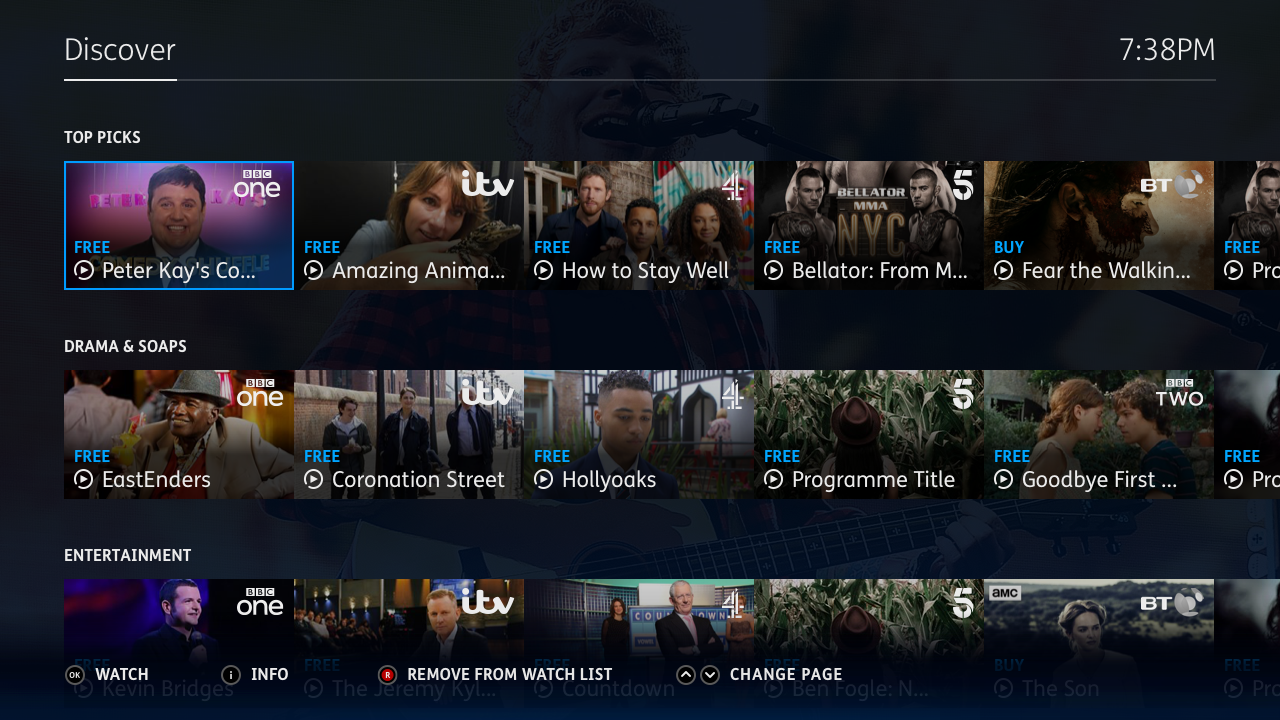 Discover
7:38PM
TOP PICKS
BBC one
FREE
Peter Kay's Co...
itv
FREE
Amazing Anima...
4
FREE
How to Stay Well
BELLATOR
MMA
NYC
5
FREE
Bellator: From M...
BT
BUY
Fear the Walkin...
FREE
Pro
DRAMA & SOAPS
BBC one
FREE
EastEnders
itv
FREE
Coronation Street
4
FREE
Hollyoaks
5
FREE
Programme Title
BBC TWO
FREE
Goodbye First ...
FREE
Pro
ENTERTAINMENT
BBC one
FREE
Kevin Bridges
itv
FREE
The Jeremy Kyl...
COUNTDOWN
4
FREE
Countdown
5
FREE
Ben Fogle: N...
amc
BT
BUY
The Son
FREE
Pro
OK WATCH
i INFO
R REMOVE FROM WATCH LIST
CHANGE PAGE